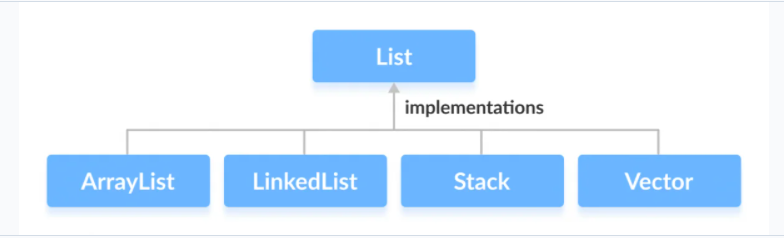 List
implementations
ArrayList
LinkedList
Stack
Vector